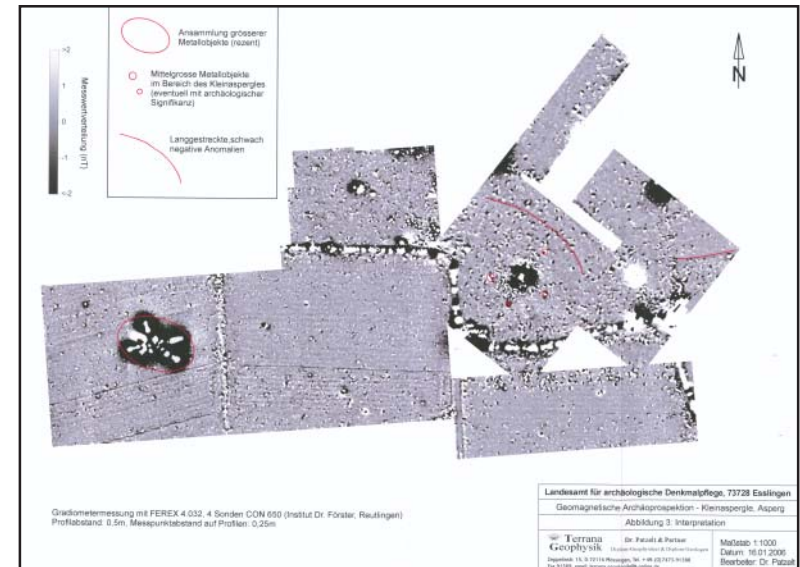 Ansammlung grösserer
Metallobjekte (rezent)
Mittelgrosse Metallobjekte
im Bereich des Kleinaspergles
(eventuell mit archäologischer
Signifikanz)
Langgestreckte,schwach
negative Anomalien
>2
1
0
-1
<-2
Messwertverteilung (nT)
N
Gradiometermessung mit FEREX 4.032, 4 Sonden CON 650 (Institut Dr. Förster, Reutlingen)
Profilabstand: 0,5m, Messpunktabstand auf Profilen: 0,25m
Landesamt für archäologische Denkmalpflege, 73728 Esslingen
Geomagnetische Archäoprospektion - Kleinaspergle, Asperg
Abbildung 3: Interpretation
Terrana
Geophysik
Dr. Patzelt & Partner
Maßstab 1:1000
Datum: 16.01.2006
Bearbeiter: Dr. Patzelt